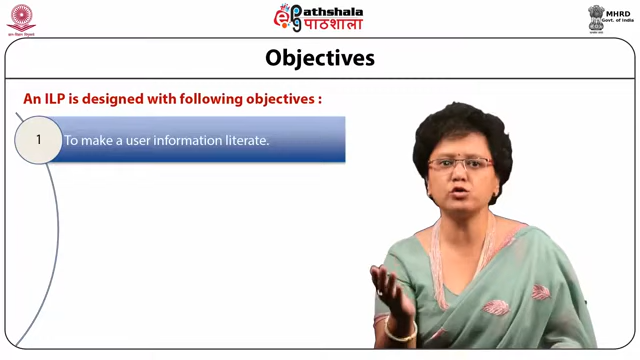 ePathshala
पाठशाला
MHRD
Govt. of India
Objectives
An ILP is designed with following objectives :
1 To make a user information literate.